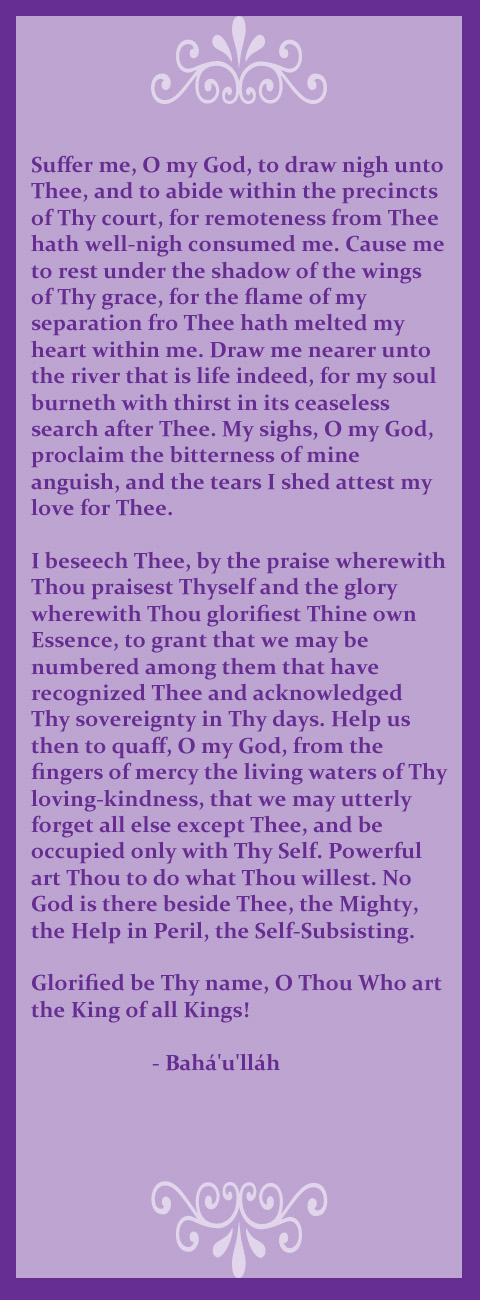 Suffer me, O my God, to draw nigh unto
Thee, and to abide within the precincts
of Thy court, for remoteness from Thee
hath well-nigh consumed me. Cause me
to rest under the shadow of the wings
of Thy grace, for the flame of my
separation fro Thee hath melted my
heart within me. Draw me nearer unto
the river that is life indeed, for my soul
burneth with thirst in its ceaseless
search after Thee. My sighs, O my God,
proclaim the bitterness of mine
anguish, and the tears I shed attest my
love for Thee.

I beseech Thee, by the praise wherewith
Thou praisest Thyself and the glory
wherewith Thou glorifiest Thine own
Essence, to grant that we may be
numbered among them that have
recognized Thee and acknowledged
Thy sovereignty in Thy days. Help us
then to quaff, O my God, from the
fingers of mercy the living waters of Thy
loving-kindness, that we may utterly
forget all else except Thee, and be
occupied only with Thy Self. Powerful
art Thou to do what Thou willest. No
God is there beside Thee, the Mighty,
the Help in Peril, the Self-Subsisting.

Glorified be Thy name, O Thou Who art
the King of all Kings!

- Bahá'u'lláh